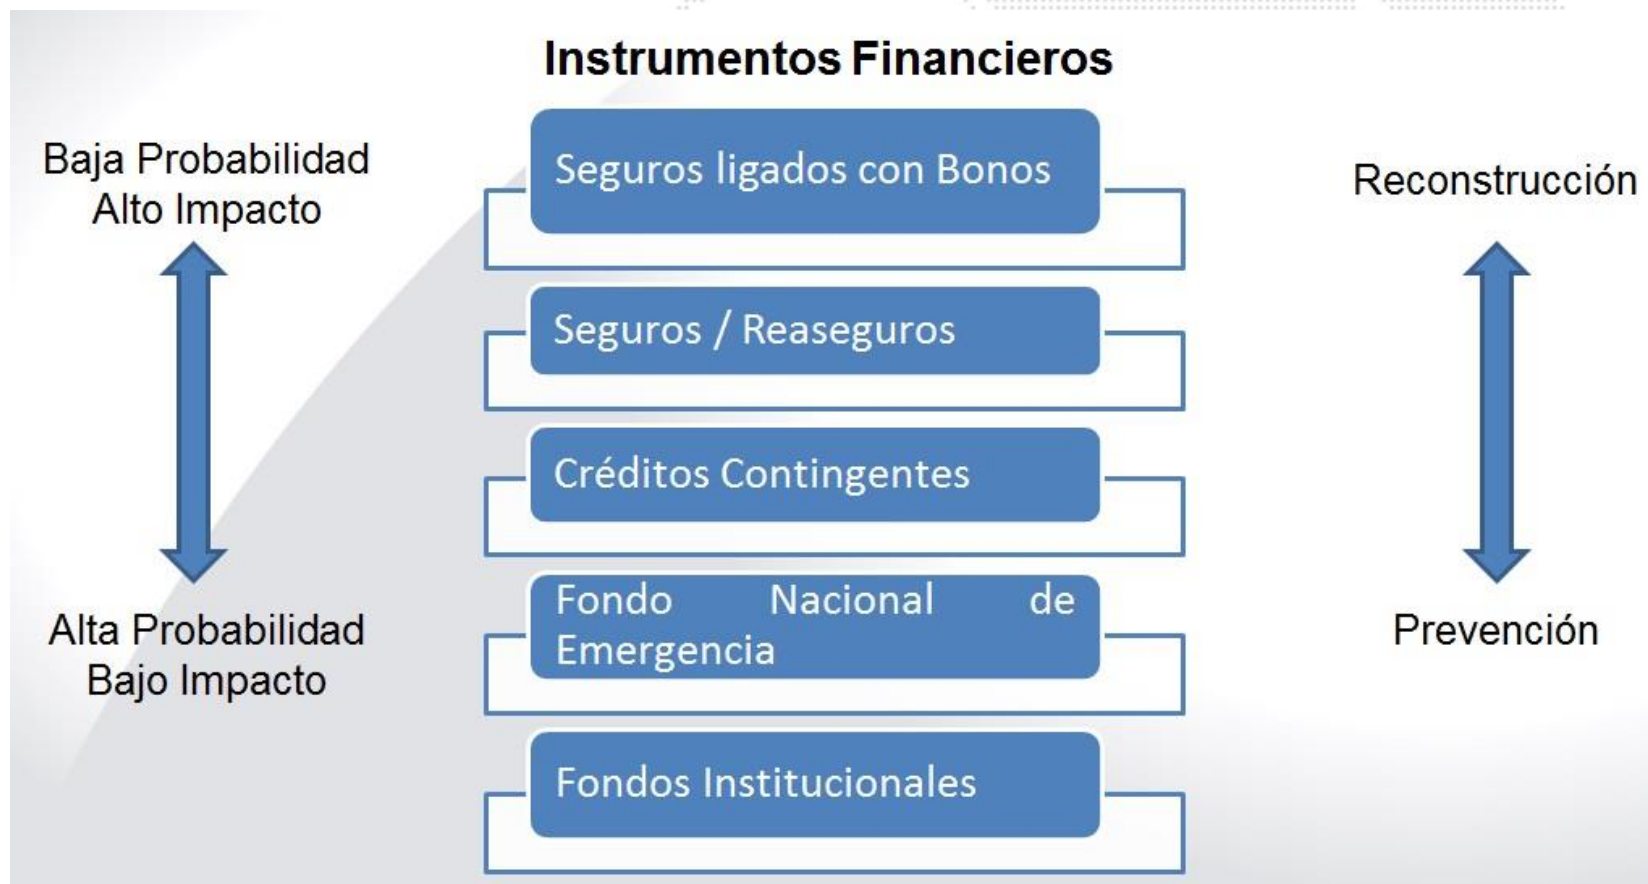 Instrumentos Financieros
Baja Probabilidad
Alto Impacto
Seguros ligados con Bonos
Reconstrucción
Seguros / Reaseguros
Créditos Contingentes
Fondo Nacional de
Emergencia
Alta Probabilidad
Bajo Impacto
Prevención
Fondos Institucionales